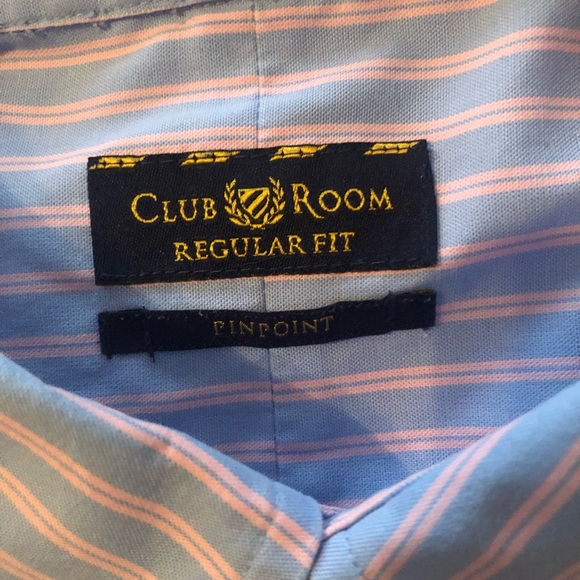 CLUB ROOM
REGULAR FIT
PINPOINT